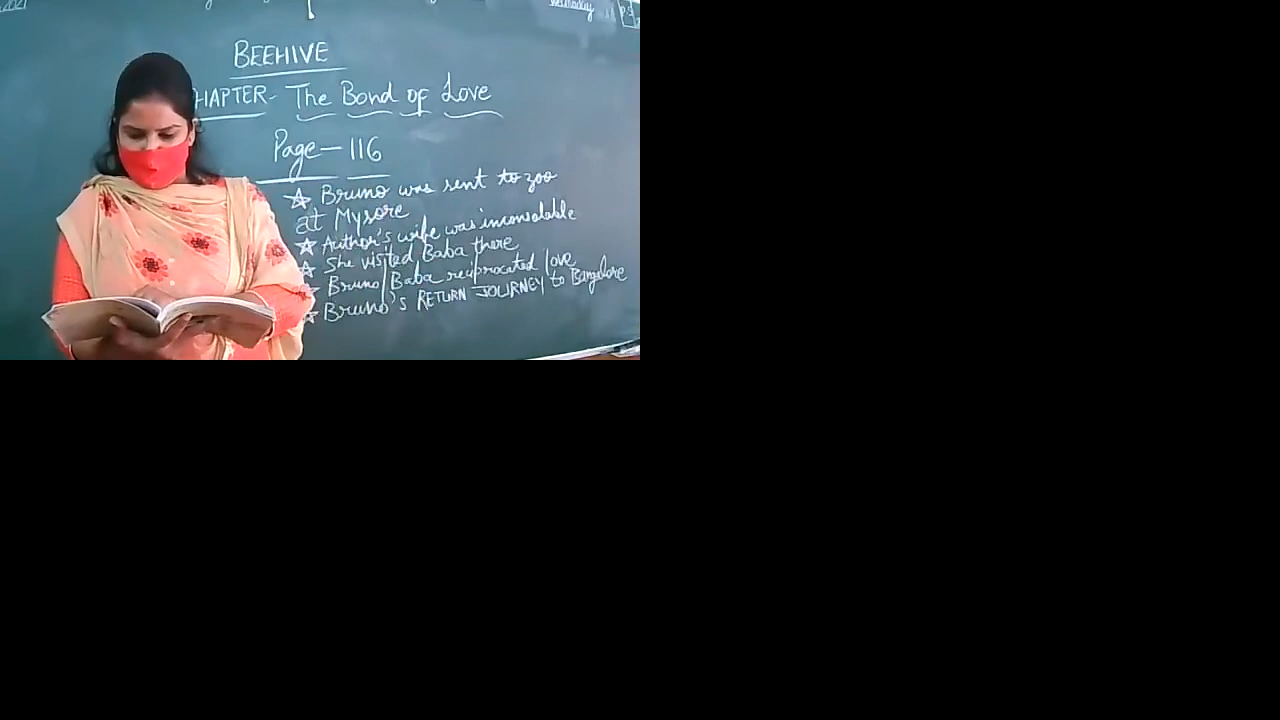 Wednesday
BEEHIVE
HAPTER- The Bond of Love
Page - 116
☆ Bruno was sent to zoo
at Mysore
☆ Author's wife was inconsolable
☆ She visited Baba there
☆ Bruno/Baba reciprocated love
☆ Bruno's RETURN JOURNEY to Bangalore